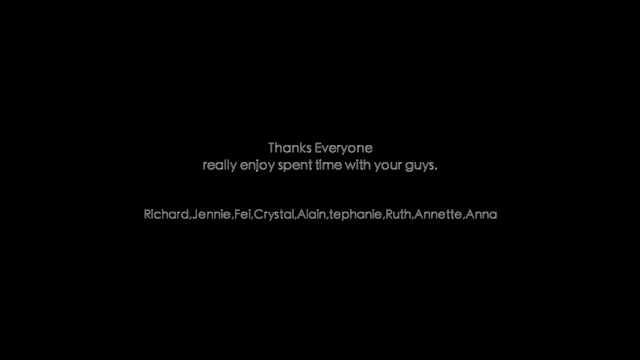 Thanks Everyone
really enjoy spent time with your guys.
Richard,Jennie,Fei,Crystal,Alain,tephanie,Ruth,Annette,Anna